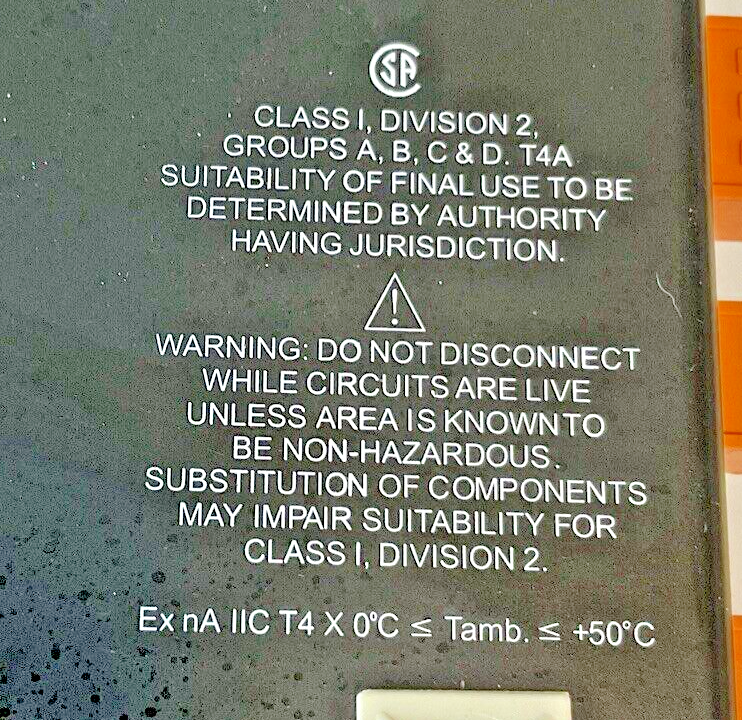 CSA
CLASS I, DIVISION 2,
GROUPS A, B, C & D. T4A
SUITABILITY OF FINAL USE TO BE
DETERMINED BY AUTHORITY
HAVING JURISDICTION.
!
WARNING: DO NOT DISCONNECT
WHILE CIRCUITS ARE LIVE
UNLESS AREA IS KNOWN TO
BE NON-HAZARDOUS.
SUBSTITUTION OF COMPONENTS
MAY IMPAIR SUITABILITY FOR
CLASS I, DIVISION 2.
Ex nA IIC T4 X 0°C ≤ Tamb. ≤ +50°C